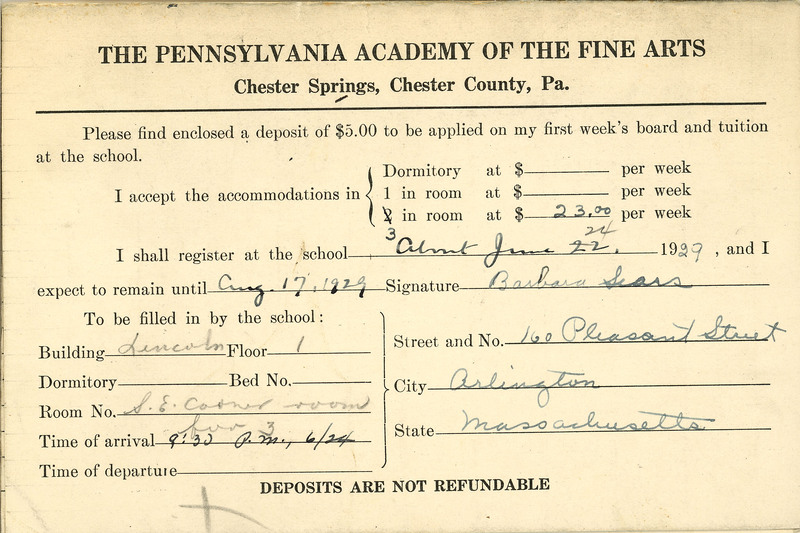 THE PENNSYLVANIA ACADEMY OF THE FINE ARTS
Chester Springs, Chester County, Pa.
Please find enclosed a deposit of $5.00 to be applied on my first week's board and tuition
at the school.
Dormitory at $ per week
I accept the accommodations in 1 in room at $ per week
2 in room at $ 23.00 per week
3 24
I shall register at the school About June 22. 1929, and I
expect to remain until Aug. 17, 1929 Signature Barbara Sears
To be filled in by the school:
Street and No. 160 Pleasant Street
Building Lincoln Floor 1
Dormitory Bed No.
City Arlington
Room No. S. E. Corner room
for 3
State Massachusetts
Time of arrival 9:30 P.M., 6/24
Time of departure
DEPOSITS ARE NOT REFUNDABLE